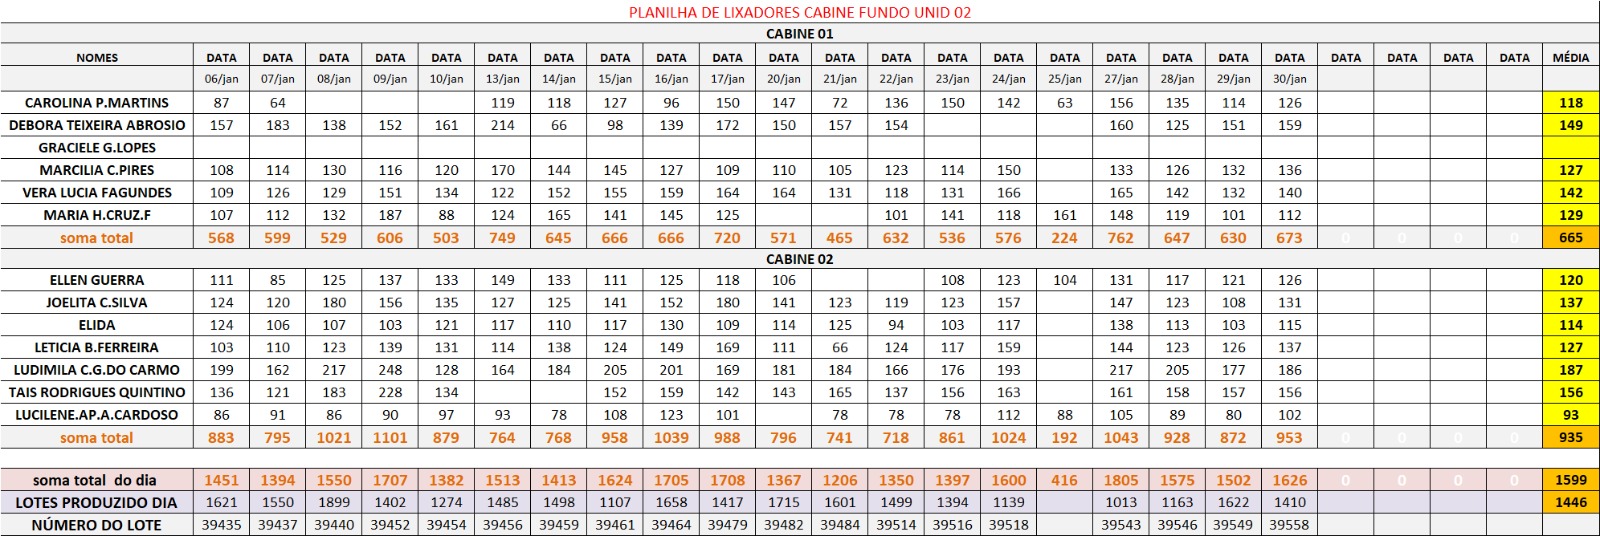 PLANILHA DE LIXADORES CABINE FUNDO UNID 02
CABINE 01
NOMES DATA DATA DATA DATA DATA DATA DATA DATA DATA DATA DATA DATA DATA DATA DATA DATA DATA DATA DATA DATA DATA DATA DATA DATA MÉDIA
06/jan 07/jan 08/jan 09/jan 10/jan 13/jan 14/jan 15/jan 16/jan 17/jan 20/jan 21/jan 22/jan 23/jan 24/jan 25/jan 27/jan 28/jan 29/jan 30/jan
CAROLINA P.MARTINS 87 64 119 118 127 96 150 147 72 136 150 142 63 156 135 114 126 118
DEBORA TEIXEIRA ABROSIO 157 183 138 152 161 214 66 98 139 172 150 157 154 160 125 151 159 149
GRACIELE G.LOPES
MARCILIA C.PIRES 108 114 130 116 120 170 144 145 127 109 110 105 123 114 150 133 126 132 136 127
VERA LUCIA FAGUNDES 109 126 129 151 134 122 152 155 159 164 164 131 118 131 166 165 142 132 140 142
MARIA H.CRUZ.F 107 112 132 187 88 124 165 141 145 125 101 141 118 161 148 119 101 112 129
soma total 568 599 529 606 503 749 645 666 666 720 571 465 632 536 576 224 762 647 630 673 0 0 0 0 665
CABINE 02
ELLEN GUERRA 111 85 125 137 133 149 133 111 125 118 106 108 123 104 131 117 121 126 120
JOELITA C.SILVA 124 120 180 156 135 127 125 141 152 180 141 123 119 123 157 147 123 108 131 137
ELIDA 124 106 107 103 121 117 110 117 130 109 114 125 94 103 117 138 113 103 115 114
LETICIA B.FERREIRA 103 110 123 139 131 114 138 124 149 169 111 66 124 117 159 144 123 126 137 127
LUDIMILA C.G.DO CARMO 199 162 217 248 128 164 184 205 201 169 181 184 166 176 193 217 205 177 186 187
TAIS RODRIGUES QUINTINO 136 121 183 228 134 152 159 142 143 165 137 156 163 161 158 157 156 156
LUCILENE.AP.A.CARDOSO 86 91 86 90 97 93 78 108 123 101 78 78 78 112 88 105 89 80 102 93
soma total 883 795 1021 1101 879 764 768 958 1039 988 796 741 718 861 1024 192 1043 928 872 953 0 0 0 0 935
soma total do dia 1451 1394 1550 1707 1382 1513 1413 1624 1705 1708 1367 1206 1350 1397 1600 416 1805 1575 1502 1626 0 0 0 0 1599
LOTES PRODUZIDO DIA 1621 1550 1899 1402 1274 1485 1498 1107 1658 1417 1715 1601 1499 1394 1139 1013 1163 1622 1410 1446
NÚMERO DO LOTE 39435 39437 39440 39452 39454 39456 39459 39461 39464 39479 39482 39484 39514 39516 39518 39543 39546 39549 39558